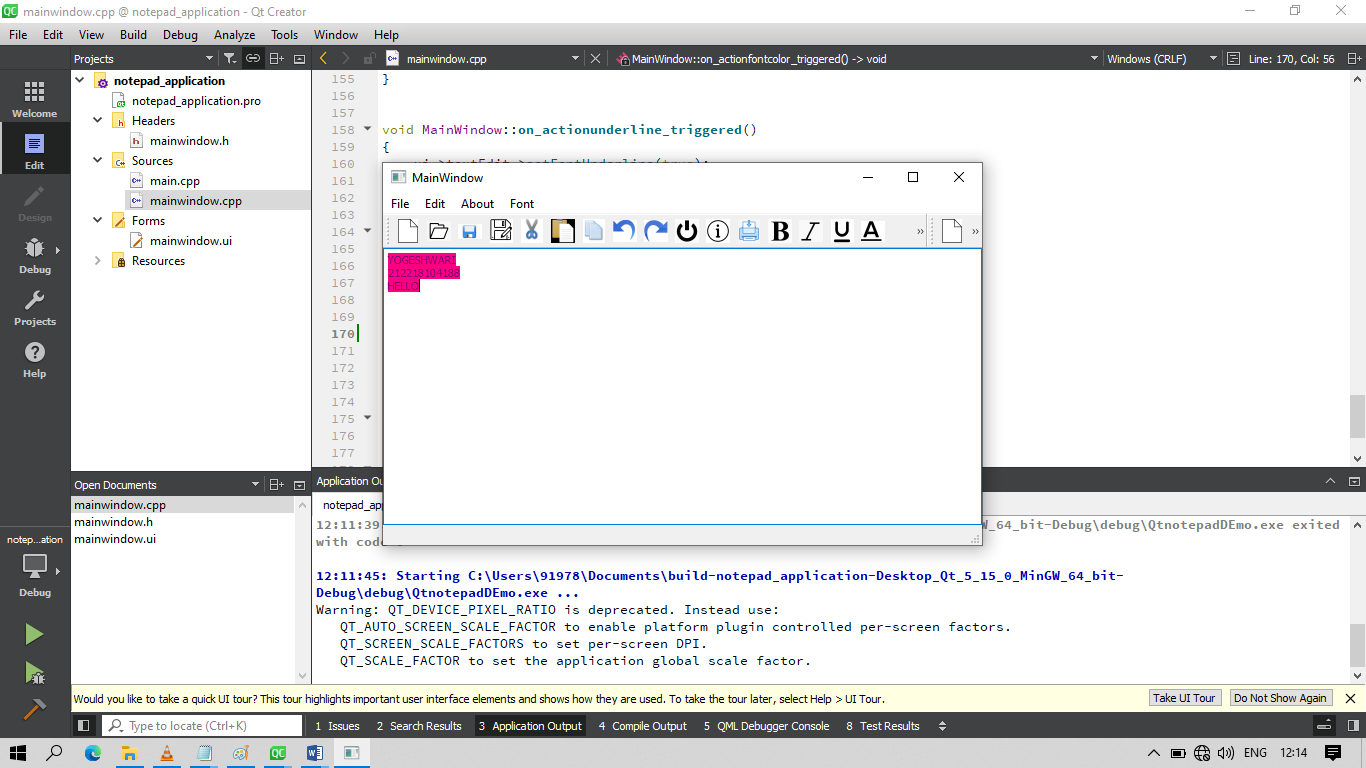 mainwindow.cpp @ notepad_application - Qt Creator
File Edit View Build Debug Analyze Tools Window Help
Projects mainwindow.cpp MainWindow::on_actionfontcolor_triggered() -> void Windows (CRLF) Line: 170, Col: 56
Welcome
Edit
Design
Debug
Projects
Help
notepad_application
notepad_application.pro
Headers
mainwindow.h
Sources
main.cpp
mainwindow.cpp
Forms
mainwindow.ui
Resources
155 }
156
157
158 void MainWindow::on_actionunderline_triggered()
159 {
160
161
162
163
164
165
166
167
168
169
170
171
172
173
174
175
176
177
MainWindow
File Edit About Font
B I U A » »
YOGESHWARI
212218104188
HELLO
Open Documents
mainwindow.cpp
mainwindow.h
mainwindow.ui
notep...ation
Debug
Application Ou
notepad_ap
12:11:39 _64_bit-Debug\debug\QtnotepadDEmo.exe exited
with code
12:11:45: Starting C:\Users\91978\Documents\build-notepad_application-Desktop_Qt_5_15_0_MinGW_64_bit-
Debug\debug\QtnotepadDEmo.exe ...
Warning: QT_DEVICE_PIXEL_RATIO is deprecated. Instead use:
QT_AUTO_SCREEN_SCALE_FACTOR to enable platform plugin controlled per-screen factors.
QT_SCREEN_SCALE_FACTORS to set per-screen DPI.
QT_SCALE_FACTOR to set the application global scale factor.
Would you like to take a quick UI tour? This tour highlights important user interface elements and shows how they are used. To take the tour later, select Help > UI Tour. Take UI Tour Do Not Show Again
Type to locate (Ctrl+K) 1 Issues 2 Search Results 3 Application Output 4 Compile Output 5 QML Debugger Console 8 Test Results
ENG 12:14